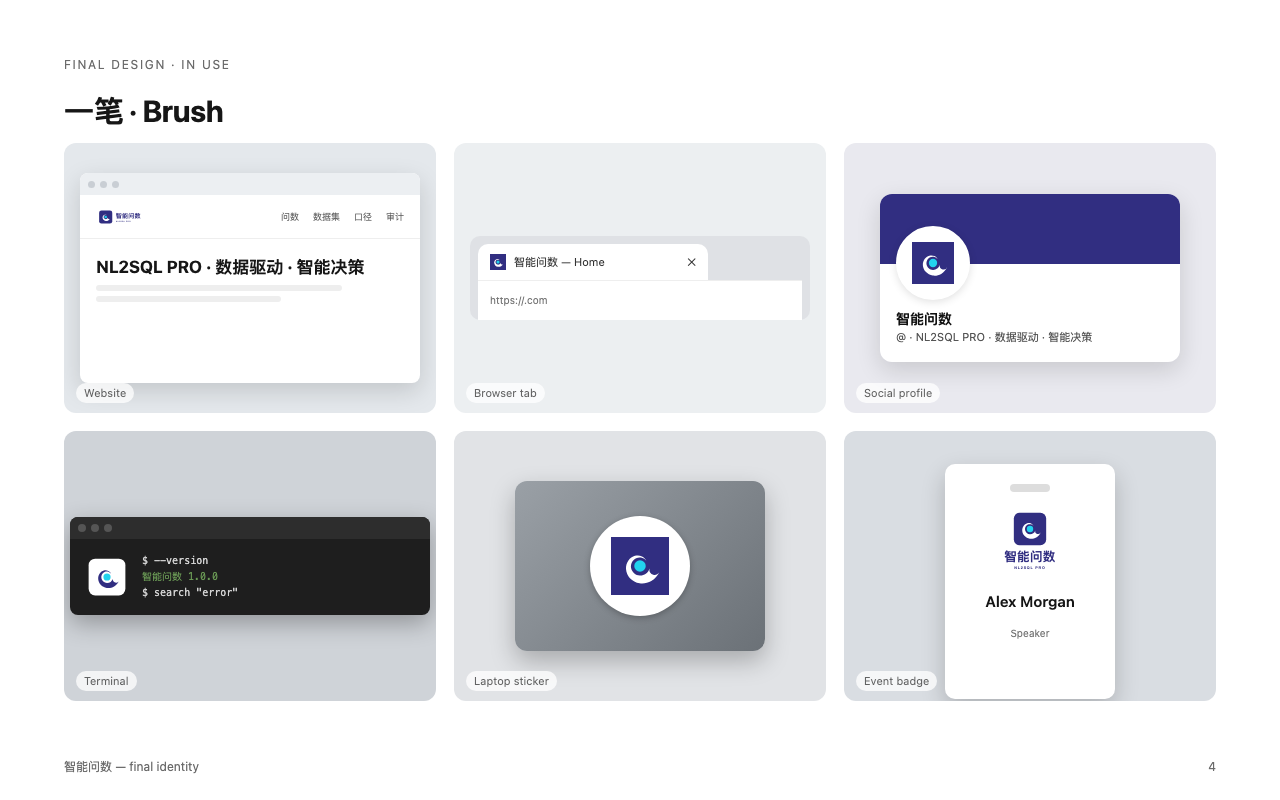 FINAL DESIGN · IN USE
一笔 · Brush
智能问数
问数 数据集 口径 审计
NL2SQL PRO · 数据驱动 · 智能决策
Website
智能问数 — Home
https://.com
Browser tab
智能问数
@ · NL2SQL PRO · 数据驱动 · 智能决策
Social profile
$ --version
智能问数 1.0.0
$ search "error"
Terminal
Laptop sticker
智能问数
NL2SQL PRO
Alex Morgan
Speaker
Event badge
智能问数 — final identity
4